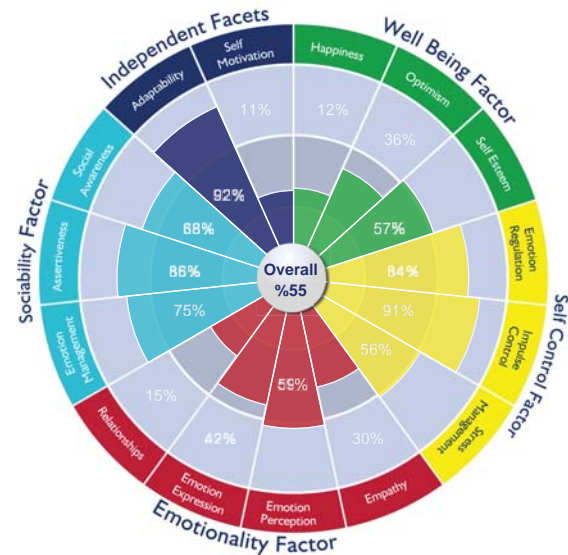 Independent Facets
Well Being Factor
Self Control Factor
Emotionality Factor
Sociability Factor
Self
Motivation
11%
Happiness
12%
Optimism
36%
Self Esteem
57%
Emotion
Regulation
84%
Impulse
Control
91%
Stress
Management
56%
Empathy
30%
Emotion
Perception
Emotion
Expression
42%
Relationships
15%
Emotion
Management
75%
Assertiveness
86%
Social
Awareness
68%
Adaptability
92%
Overall
%55